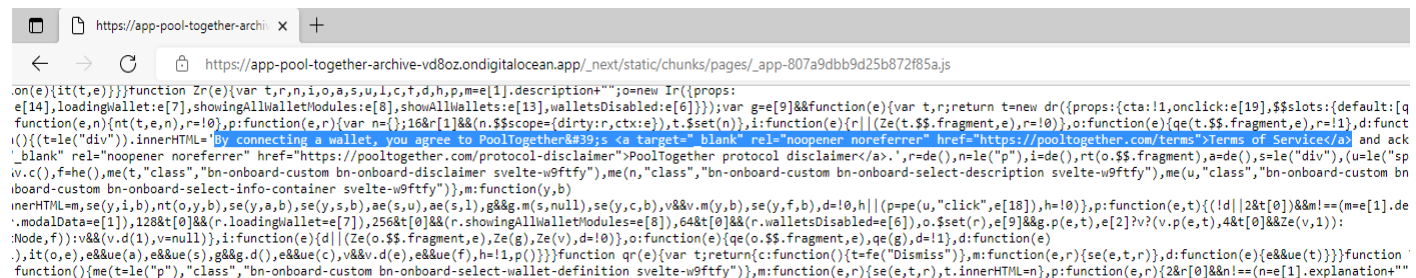 https://app-pool-together-archiv
https://app-pool-together-archive-vd8oz.ondigitalocean.app/_next/static/chunks/pages/_app-807a9dbb9d25b872f85a.js
.on(e){it(t,e)}}}function Zr(e){var t,r,n,i,o,a,s,u,l,c,f,d,h,p,m=e[1].description+"";o=new Ir({props:
e[14],loadingWallet:e[7],showingAllWalletModules:e[8],showAllWallets:e[13],walletsDisabled:e[6]}});var g=e[9]&&function(e){var t,r;return t=new dr({props:{cta:!1,onclick:e[19],$$slots:{default:[q
function(e,n){nt(t,e,n),r=!0},p:function(e,r){var n={};16&r[1]&&(n.$$scope={dirty:r,ctx:e}),t.$set(n)},i:function(e){r||(Ze(t.$$.fragment,e),r=!0)},o:function(e){qe(t.$$.fragment,e),r=!1},d:funct
(){(t=le("div")).innerHTML='By connecting a wallet, you agree to PoolTogether&#39;s <a target="_blank" rel="noopener noreferrer" href="https://pooltogether.com/terms">Terms of Service</a> and ack
"_blank" rel="noopener noreferrer" href="https://pooltogether.com/protocol-disclaimer">PoolTogether protocol disclaimer</a>.',r=de(),n=le("p"),i=de(),rt(o.$$.fragment),a=de(),s=le("div"),(u=le("sp
&v.c(),f=he(),me(t,"class","bn-onboard-custom bn-onboard-disclaimer svelte-w9ftfy"),me(n,"class","bn-onboard-custom bn-onboard-select-description svelte-w9ftfy"),me(u,"class","bn-onboard-custom bn
nboard-custom bn-onboard-select-info-container svelte-w9ftfy")},m:function(y,b)
nnerHTML=m,se(y,i,b),nt(o,y,b),se(y,a,b),se(y,s,b),ae(s,u),ae(s,l),g&&g.m(s,null),se(y,c,b),v&&v.m(y,b),se(y,f,b),d=!0,h||(p=pe(u,"click",e[18]),h=!0)},p:function(e,t){(!d||2&t[0])&&m!==(m=e[1].de
r.modalData=e[1]),128&t[0]&&(r.loadingWallet=e[7]),256&t[0]&&(r.showingAllWalletModules=e[8]),64&t[0]&&(r.walletsDisabled=e[6]),o.$set(r),e[9]&&g.p(e,t),e[2]?v?(v.p(e,t),4&t[0]&&Ze(v,1)):
:Node,f)):v&&(v.d(1),v=null)},i:function(e){d||(Ze(o.$$.fragment,e),Ze(g),Ze(v),d=!0)},o:function(e){qe(o.$$.fragment,e),qe(g),d=!1},d:function(e)
.),it(o,e),e&&ue(a),e&&ue(s),g&&g.d(),e&&ue(c),v&&v.d(e),e&&ue(f),h=!1,p()}}}function qr(e){var t;return{c:function(){t=fe("Dismiss")},m:function(e,r){se(e,t,r)},d:function(e){e&&ue(t)}}}function
function(){me(t=le("p"),"class","bn-onboard-custom bn-onboard-select-wallet-definition svelte-w9ftfy")},m:function(e,r){se(e,t,r),t.innerHTML=n},p:function(e,r){2&r[0]&&n!==(n=e[1].explanation+""